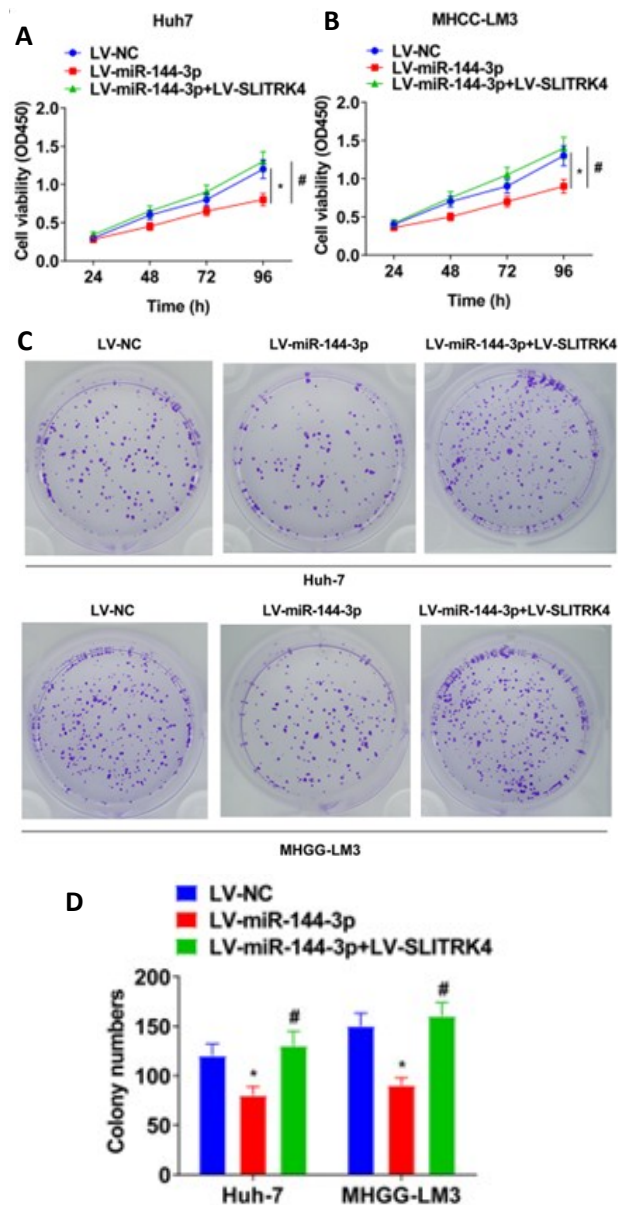 A
Huh7
LV-NC
LV-miR-144-3p
LV-miR-144-3p+LV-SLITRK4
Cell viability (OD450)
2.0
1.5
1.0
0.5
0.0
* #
24 48 72 96
Time (h)
B
MHCC-LM3
LV-NC
LV-miR-144-3p
LV-miR-144-3p+LV-SLITRK4
Cell viability (OD450)
2.0
1.5
1.0
0.5
0.0
* #
24 48 72 96
Time (h)
C
LV-NC LV-miR-144-3p LV-miR-144-3p+LV-SLITRK4
Huh-7
LV-NC LV-miR-144-3p LV-miR-144-3p+LV-SLITRK4
MHGG-LM3
D
LV-NC
LV-miR-144-3p
LV-miR-144-3p+LV-SLITRK4
Colony numbers
200
150
100
50
0
* # * #
Huh-7 MHGG-LM3